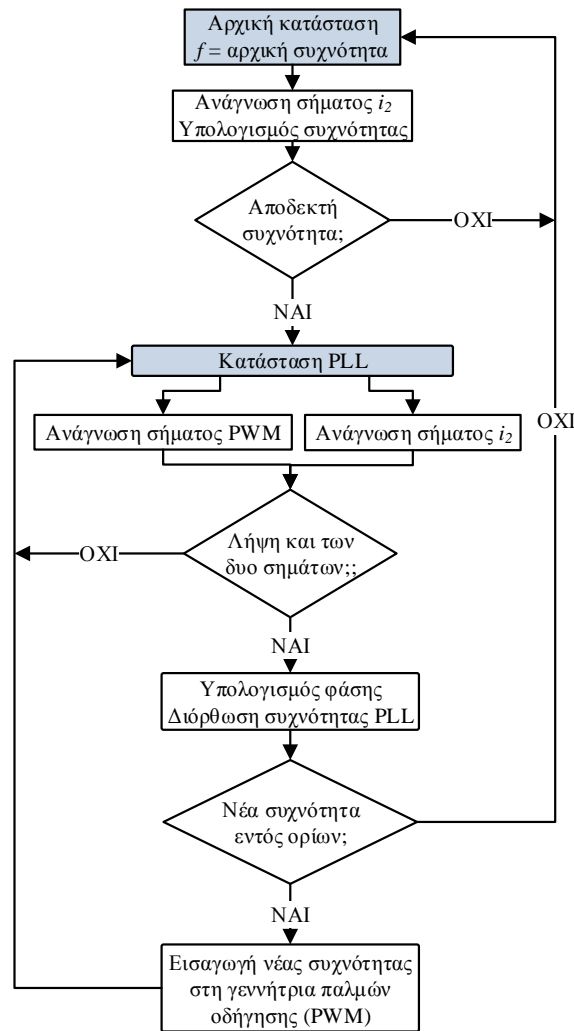 Αρχική κατάσταση
f = αρχική συχνότητα
Ανάγνωση σήματος i2
Υπολογισμός συχνότητας
Αποδεκτή
συχνότητα;
ΟΧΙ
ΝΑΙ
Κατάσταση PLL
Ανάγνωση σήματος PWM
Ανάγνωση σήματος i2
ΟΧΙ
Λήψη και των
δυο σημάτων;;
ΟΧΙ
ΝΑΙ
Υπολογισμός φάσης
Διόρθωση συχνότητας PLL
Νέα συχνότητα
εντός ορίων;
ΝΑΙ
Εισαγωγή νέας συχνότητας
στη γεννήτρια παλμών
οδήγησης (PWM)